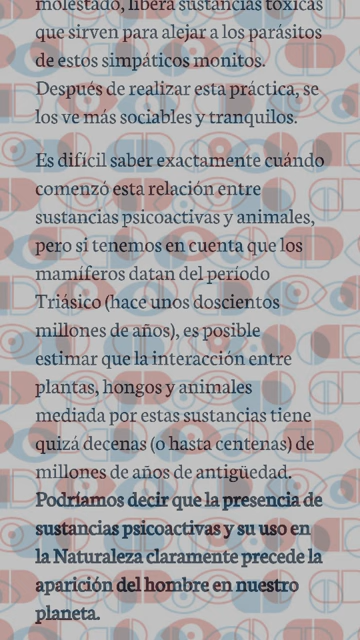 molestado, libera sustancias tóxicas
que sirven para alejar a los parásitos
de estos simpáticos monitos.
Después de realizar esta práctica, se
los ve más sociables y tranquilos.
Es difícil saber exactamente cuándo
comenzó esta relación entre
sustancias psicoactivas y animales,
pero si tenemos en cuenta que los
mamíferos datan del período
Triásico (hace unos doscientos
millones de años), es posible
estimar que la interacción entre
plantas, hongos y animales
mediada por estas sustancias tiene
quizá decenas (o hasta centenas) de
millones de años de antigüedad.
Podríamos decir que la presencia de
sustancias psicoactivas y su uso en
la Naturaleza claramente precede la
aparición del hombre en nuestro
planeta.